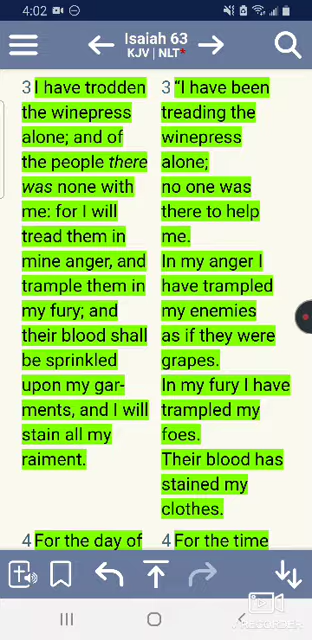 4:02
Isaiah 63
KJV | NLT*
3 I have trodden
the winepress
alone; and of
the people there
was none with
me: for I will
tread them in
mine anger, and
trample them in
my fury; and
their blood shall
be sprinkled
upon my gar-
ments, and I will
stain all my
raiment.
4 For the day of
3 “I have been
treading the
winepress
alone;
no one was
there to help
me.
In my anger I
have trampled
my enemies
as if they were
grapes.
In my fury I have
trampled my
foes.
Their blood has
stained my
clothes.
4 For the time